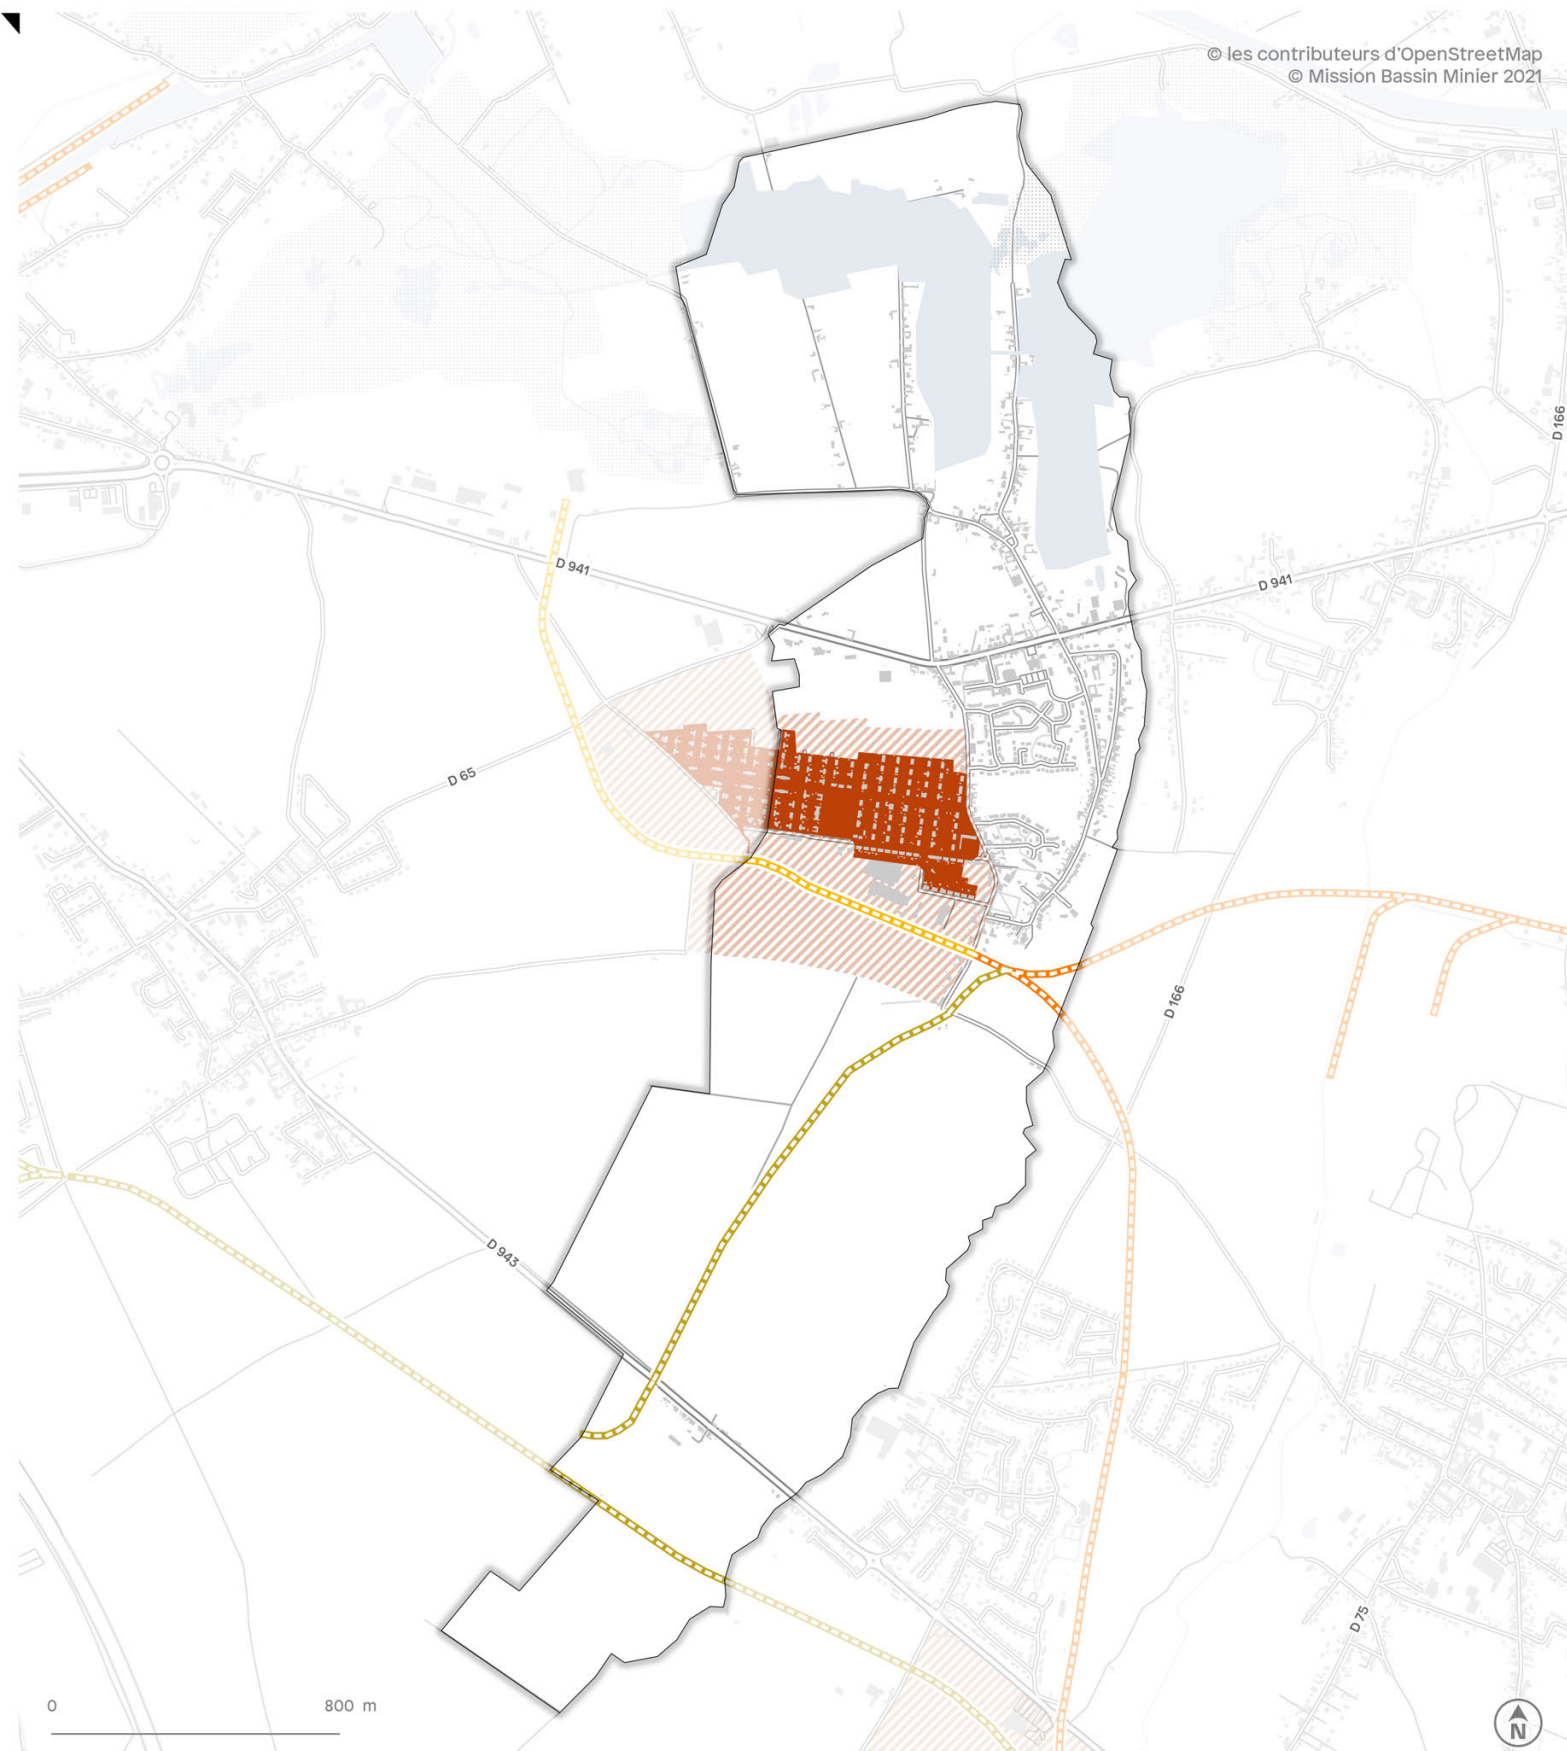 © les contributeurs d'OpenStreetMap
© Mission Bassin Minier 2021
D 166
D 941
D 941
D 65
D 166
D 943
D 75
0 800 m
N